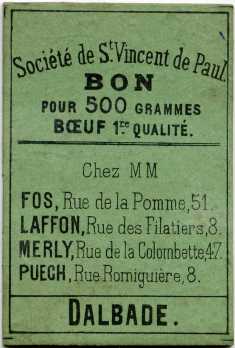 Société de St Vincent de Paul.
BON
POUR 500 GRAMMES
BŒUF 1re QUALITÉ.
Chez MM
FOS, Rue de la Pomme, 51.
LAFFON, Rue des Filatiers, 8.
MERLY, Rue de la Colombette, 47.
PUECH, Rue Romiguière, 8.
DALBADE.